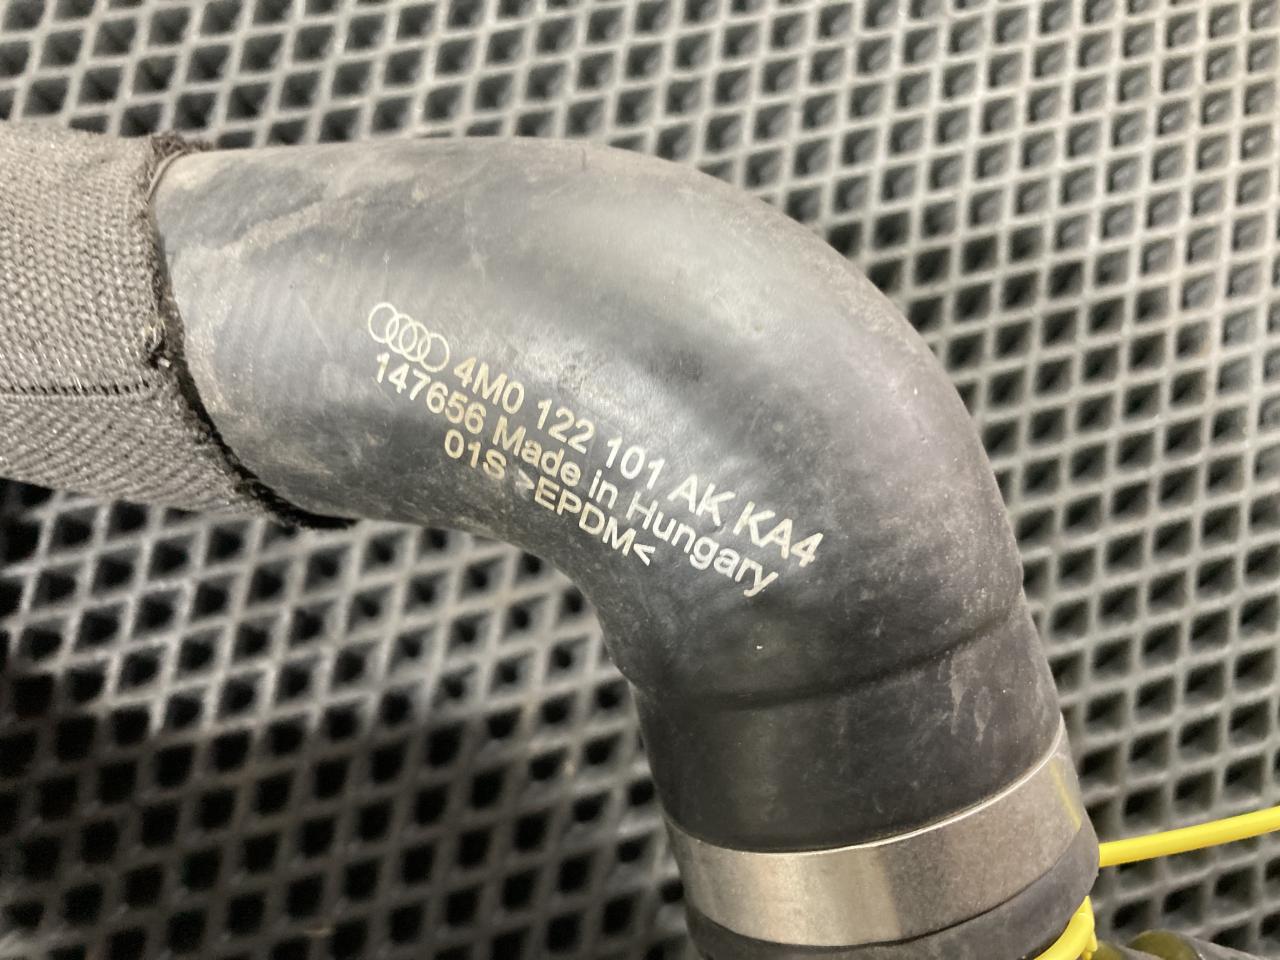 4M0 122 101 AK KA4
147656 Made in Hungary
01S >EPDM<